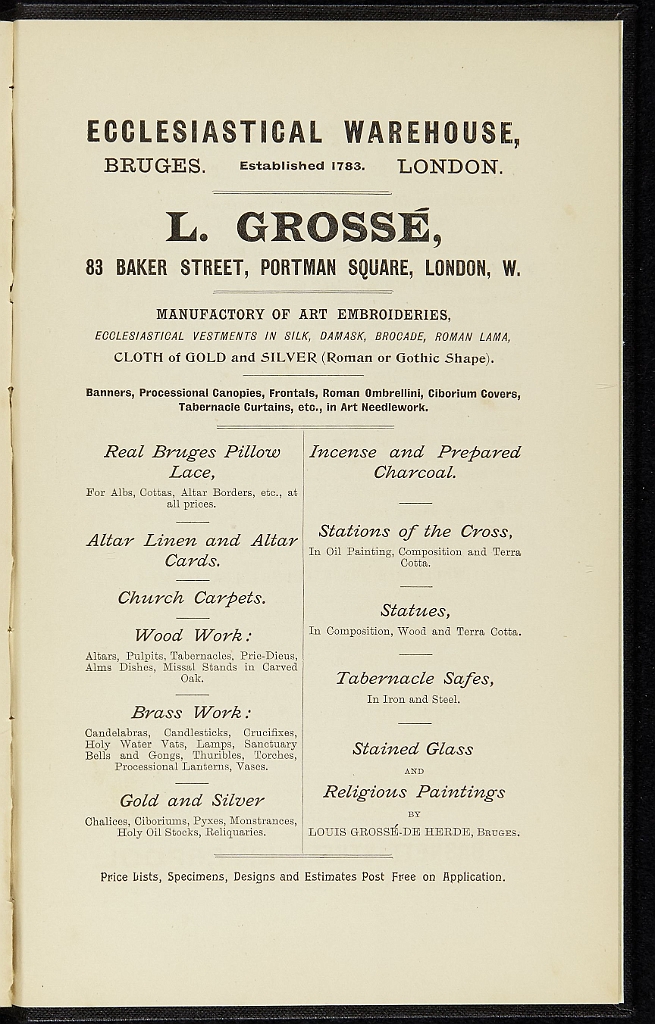 ECCLESIASTICAL WAREHOUSE,
BRUGES. Established 1783. LONDON.
L. GROSSÉ,
83 BAKER STREET, PORTMAN SQUARE, LONDON, W.
MANUFACTORY OF ART EMBROIDERIES,
ECCLESIASTICAL VESTMENTS IN SILK, DAMASK, BROCADE, ROMAN LAMA,
CLOTH of GOLD and SILVER (Roman or Gothic Shape).
Banners, Processional Canopies, Frontals, Roman Ombrellini, Ciborium Covers,
Tabernacle Curtains, etc., in Art Needlework.
Real Bruges Pillow
Lace,
For Albs, Cottas, Altar Borders, etc., at
all prices.
Altar Linen and Altar
Cards.
Church Carpets.
Wood Work:
Altars, Pulpits, Tabernacles, Prie-Dieus,
Alms Dishes, Missal Stands in Carved
Oak.
Brass Work:
Candelabras, Candlesticks, Crucifixes,
Holy Water Vats, Lamps, Sanctuary
Bells and Gongs, Thuribles, Torches,
Processional Lanterns, Vases.
Gold and Silver
Chalices, Ciboriums, Pyxes, Monstrances,
Holy Oil Stocks, Reliquaries.
Incense and Prepared
Charcoal.
Stations of the Cross,
In Oil Painting, Composition and Terra
Cotta.
Statues,
In Composition, Wood and Terra Cotta.
Tabernacle Safes,
In Iron and Steel.
Stained Glass
AND
Religious Paintings
BY
LOUIS GROSSÉ-DE HERDE, BRUGES.
Price Lists, Specimens, Designs and Estimates Post Free on Application.